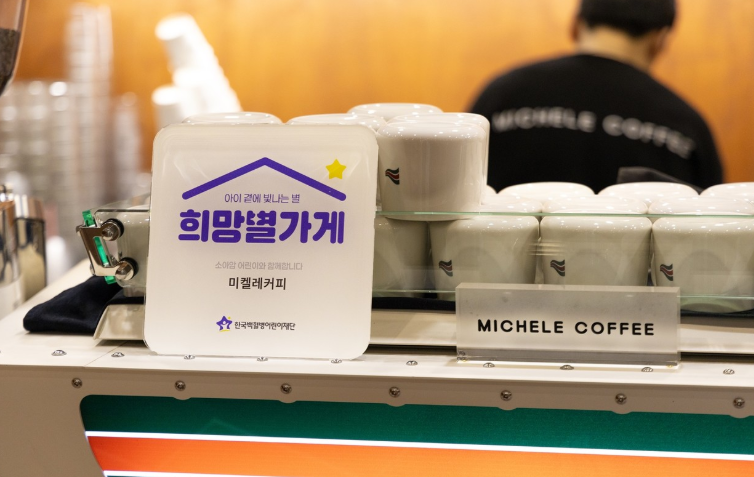 MICHELE COFFEE
아이 곁에 빛나는 별
희망별가게
소아암 어린이와 함께합니다
미켈레커피
한국백혈병어린이재단
MICHELE COFFEE